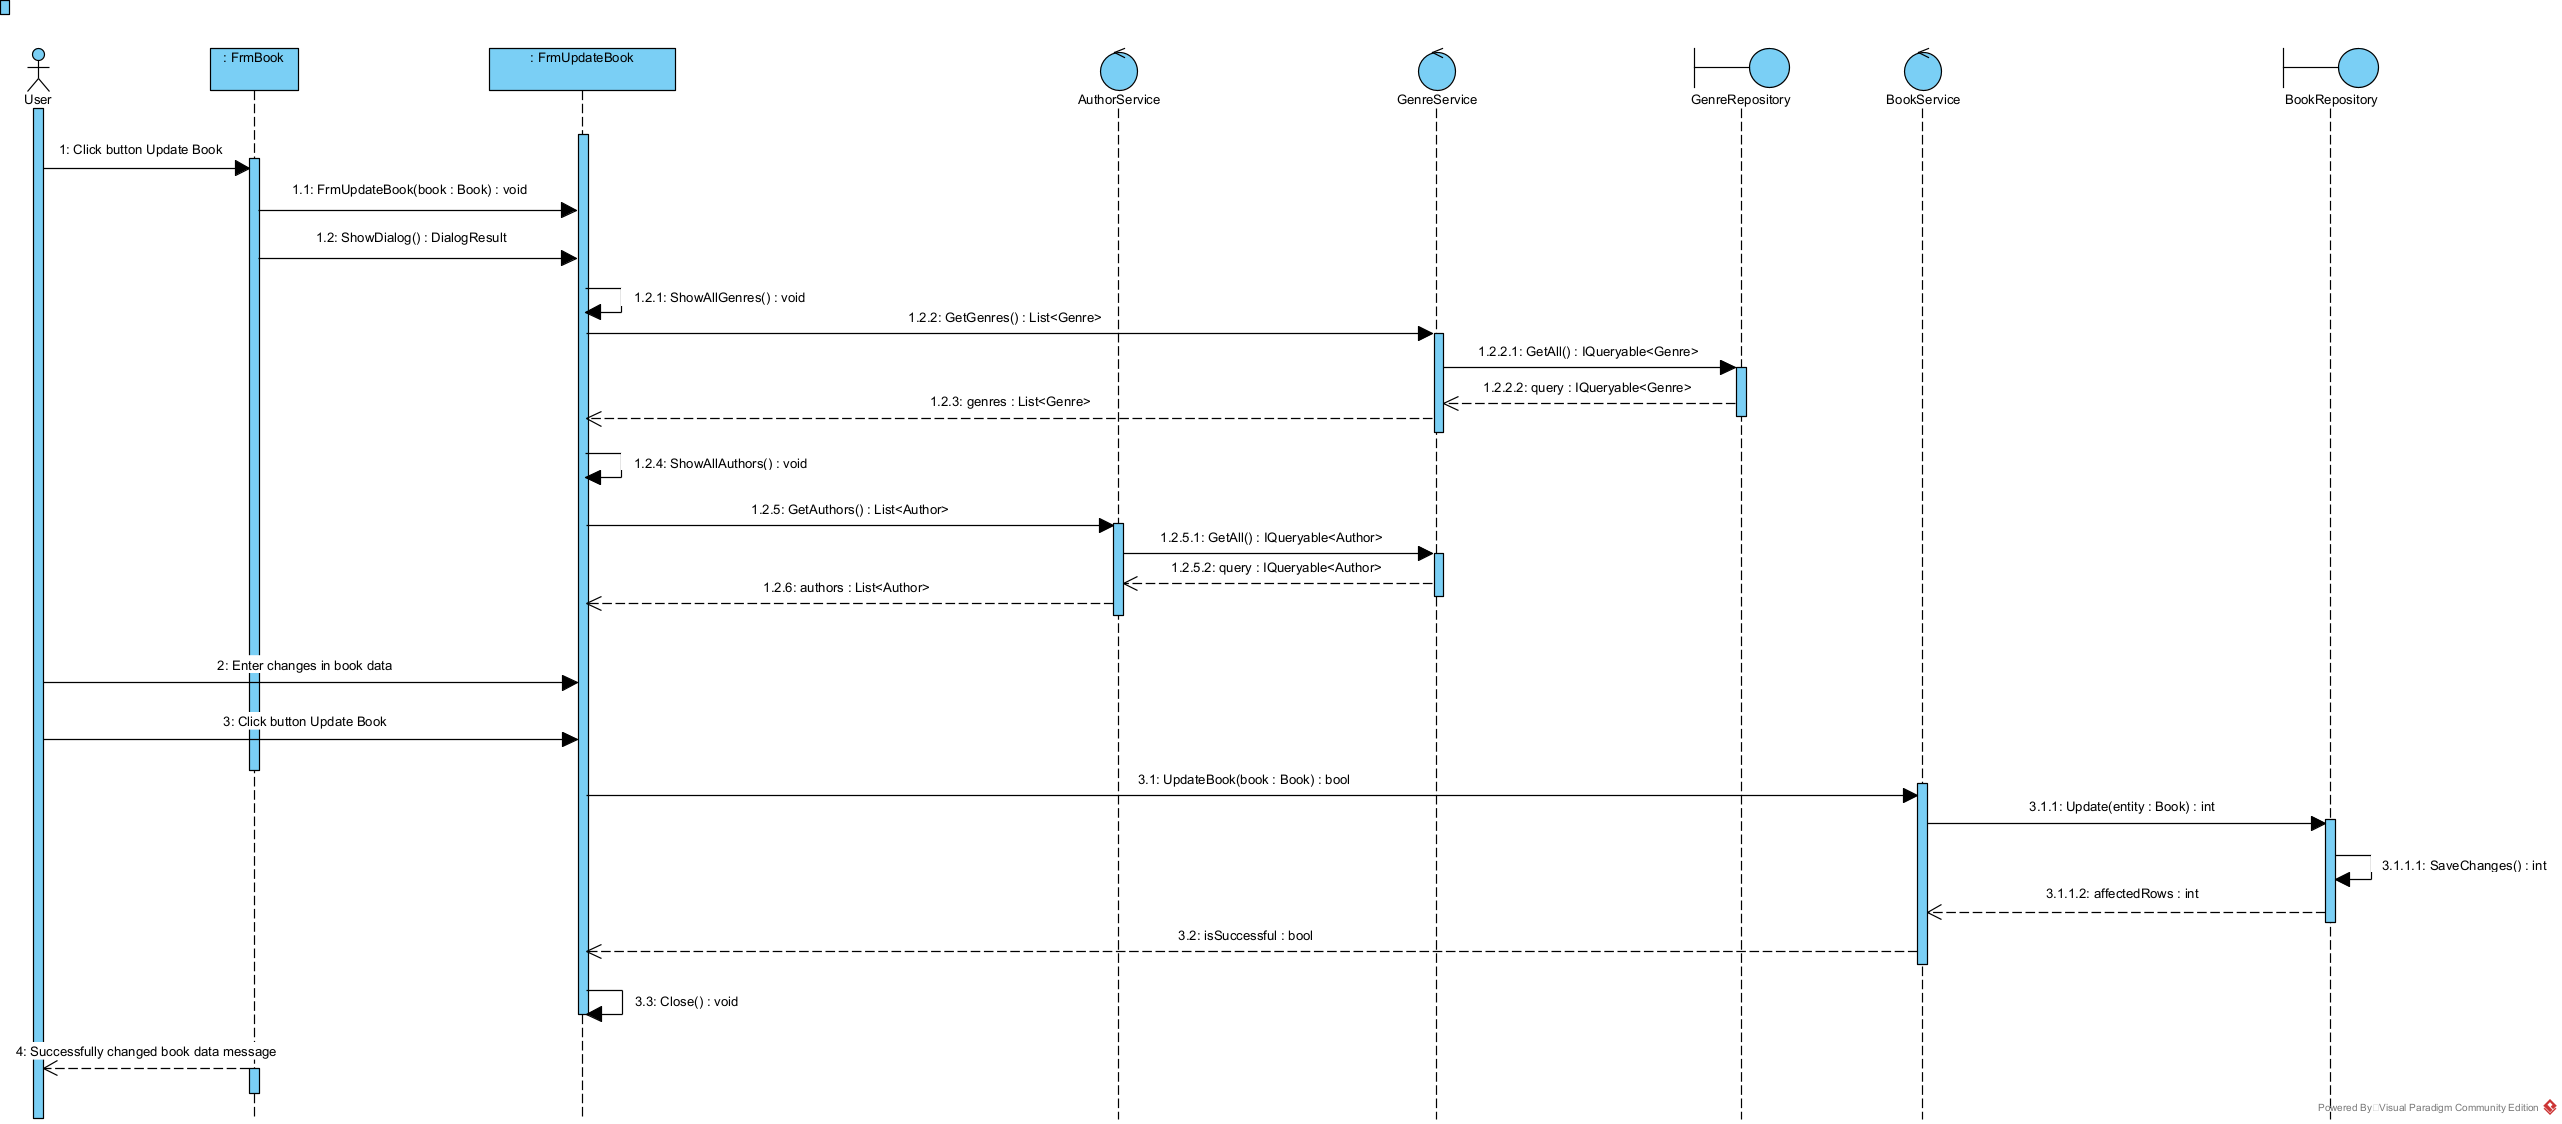 : FrmBook
: FrmUpdateBook
User
AuthorService
GenreService
GenreRepository
BookService
BookRepository
1: Click button Update Book
1.1: FrmUpdateBook(book : Book) : void
1.2: ShowDialog() : DialogResult
1.2.1: ShowAllGenres() : void
1.2.2: GetGenres() : List<Genre>
1.2.2.1: GetAll() : IQueryable<Genre>
1.2.2.2: query : IQueryable<Genre>
1.2.3: genres : List<Genre>
1.2.4: ShowAllAuthors() : void
1.2.5: GetAuthors() : List<Author>
1.2.5.1: GetAll() : IQueryable<Author>
1.2.5.2: query : IQueryable<Author>
1.2.6: authors : List<Author>
2: Enter changes in book data
3: Click button Update Book
3.1: UpdateBook(book : Book) : bool
3.1.1: Update(entity : Book) : int
3.1.1.1: SaveChanges() : int
3.1.1.2: affectedRows : int
3.2: isSuccessful : bool
3.3: Close() : void
4: Successfully changed book data message
Powered By Visual Paradigm Community Edition